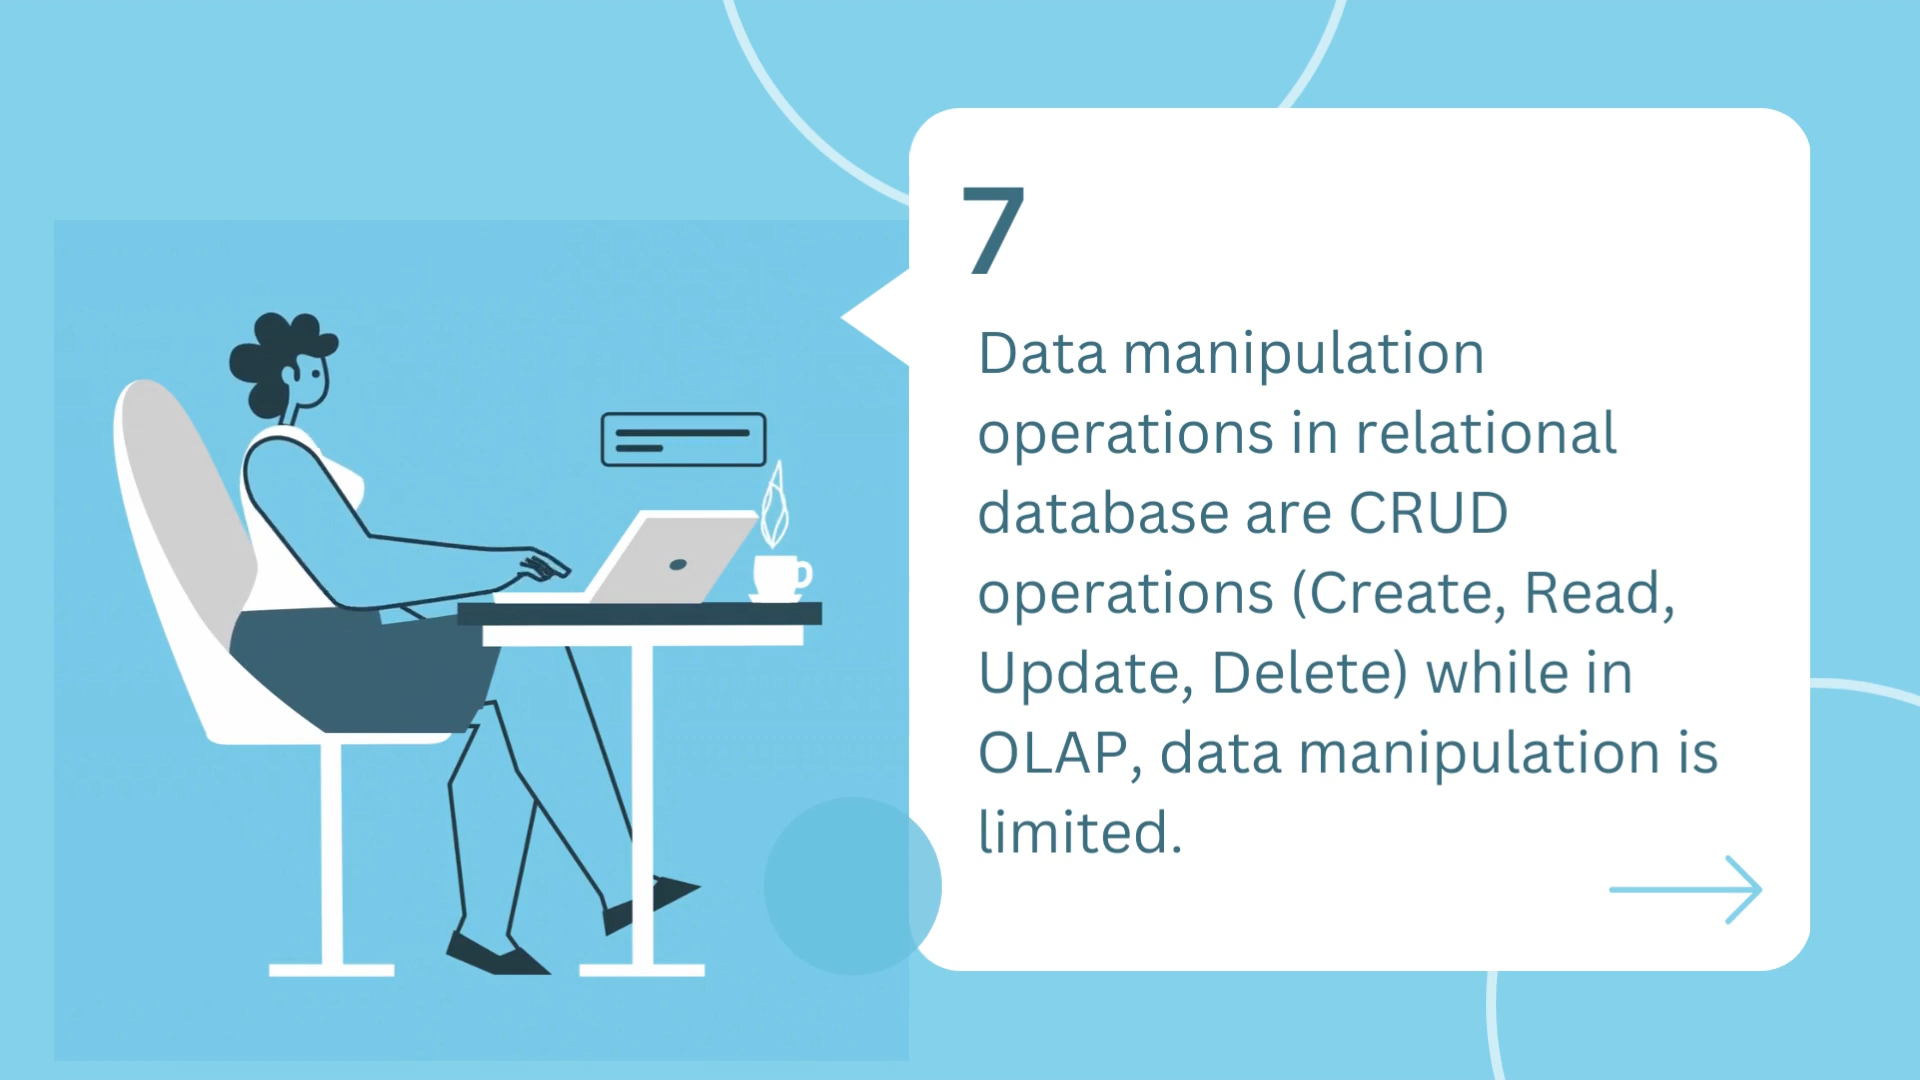 7
Data manipulation
operations in relational
database are CRUD
operations (Create, Read,
Update, Delete) while in
OLAP, data manipulation is
limited.